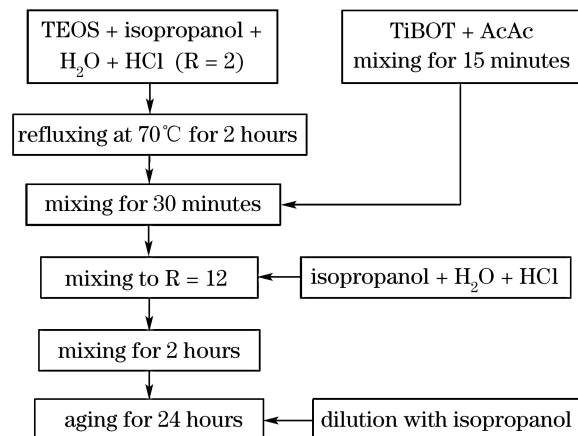 TEOS + isopropanol +
H₂O + HCl (R = 2)
TiBOT + AcAc
mixing for 15 minutes
refluxing at 70℃ for 2 hours
mixing for 30 minutes
mixing to R = 12
isopropanol + H₂O + HCl
mixing for 2 hours
aging for 24 hours
dilution with isopropanol